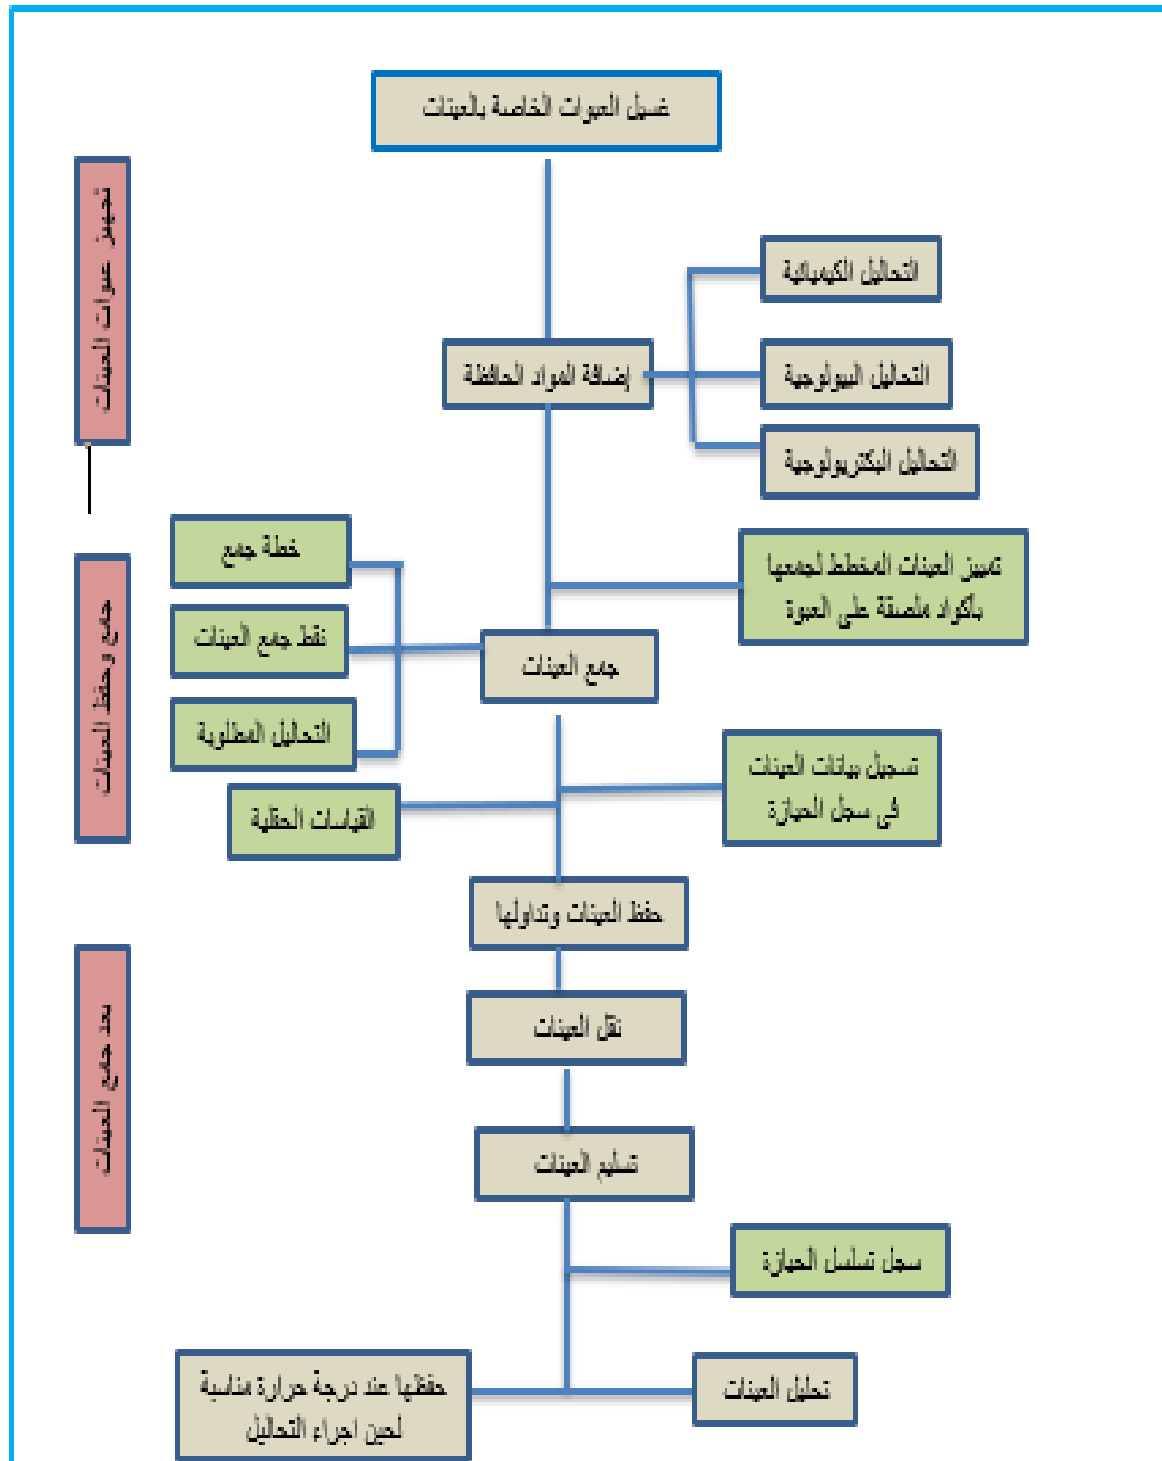 غسيل العبوات الخاصة بالعينات
تجهيز عبوات العينات
التحاليل الكيميائية
إضافة المواد الحافظة
التحاليل البيولوجية
التحاليل البكتريولوجية
خطة جمع
تمييز العينات المخطط لجمعها
بأكواد ملصقة على العبوة
نقط جمع العينات
جمع العينات
جمع وحفظ العينات
التحاليل المطلوبة
تسجيل بيانات العينات
فى سجل الحيازة
القياسات الحقلية
حفظ العينات وتداولها
نقل العينات
بعد جمع العينات
تسليم العينات
سجل تسلسل الحيازة
تحليل العينات
حفظها عند درجة حرارة مناسبة
لحين اجراء التحاليل